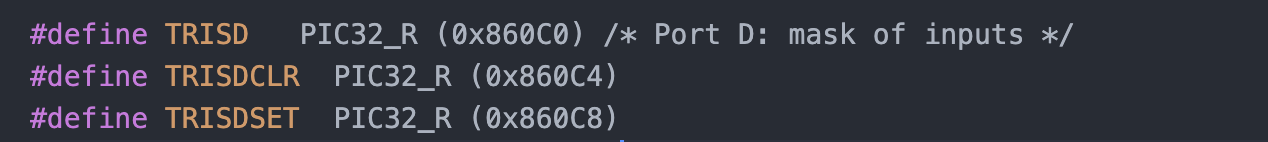 #define TRISD   PIC32_R (0x860C0) /* Port D: mask of inputs */
#define TRISDCLR  PIC32_R (0x860C4)
#define TRISDSET  PIC32_R (0x860C8)